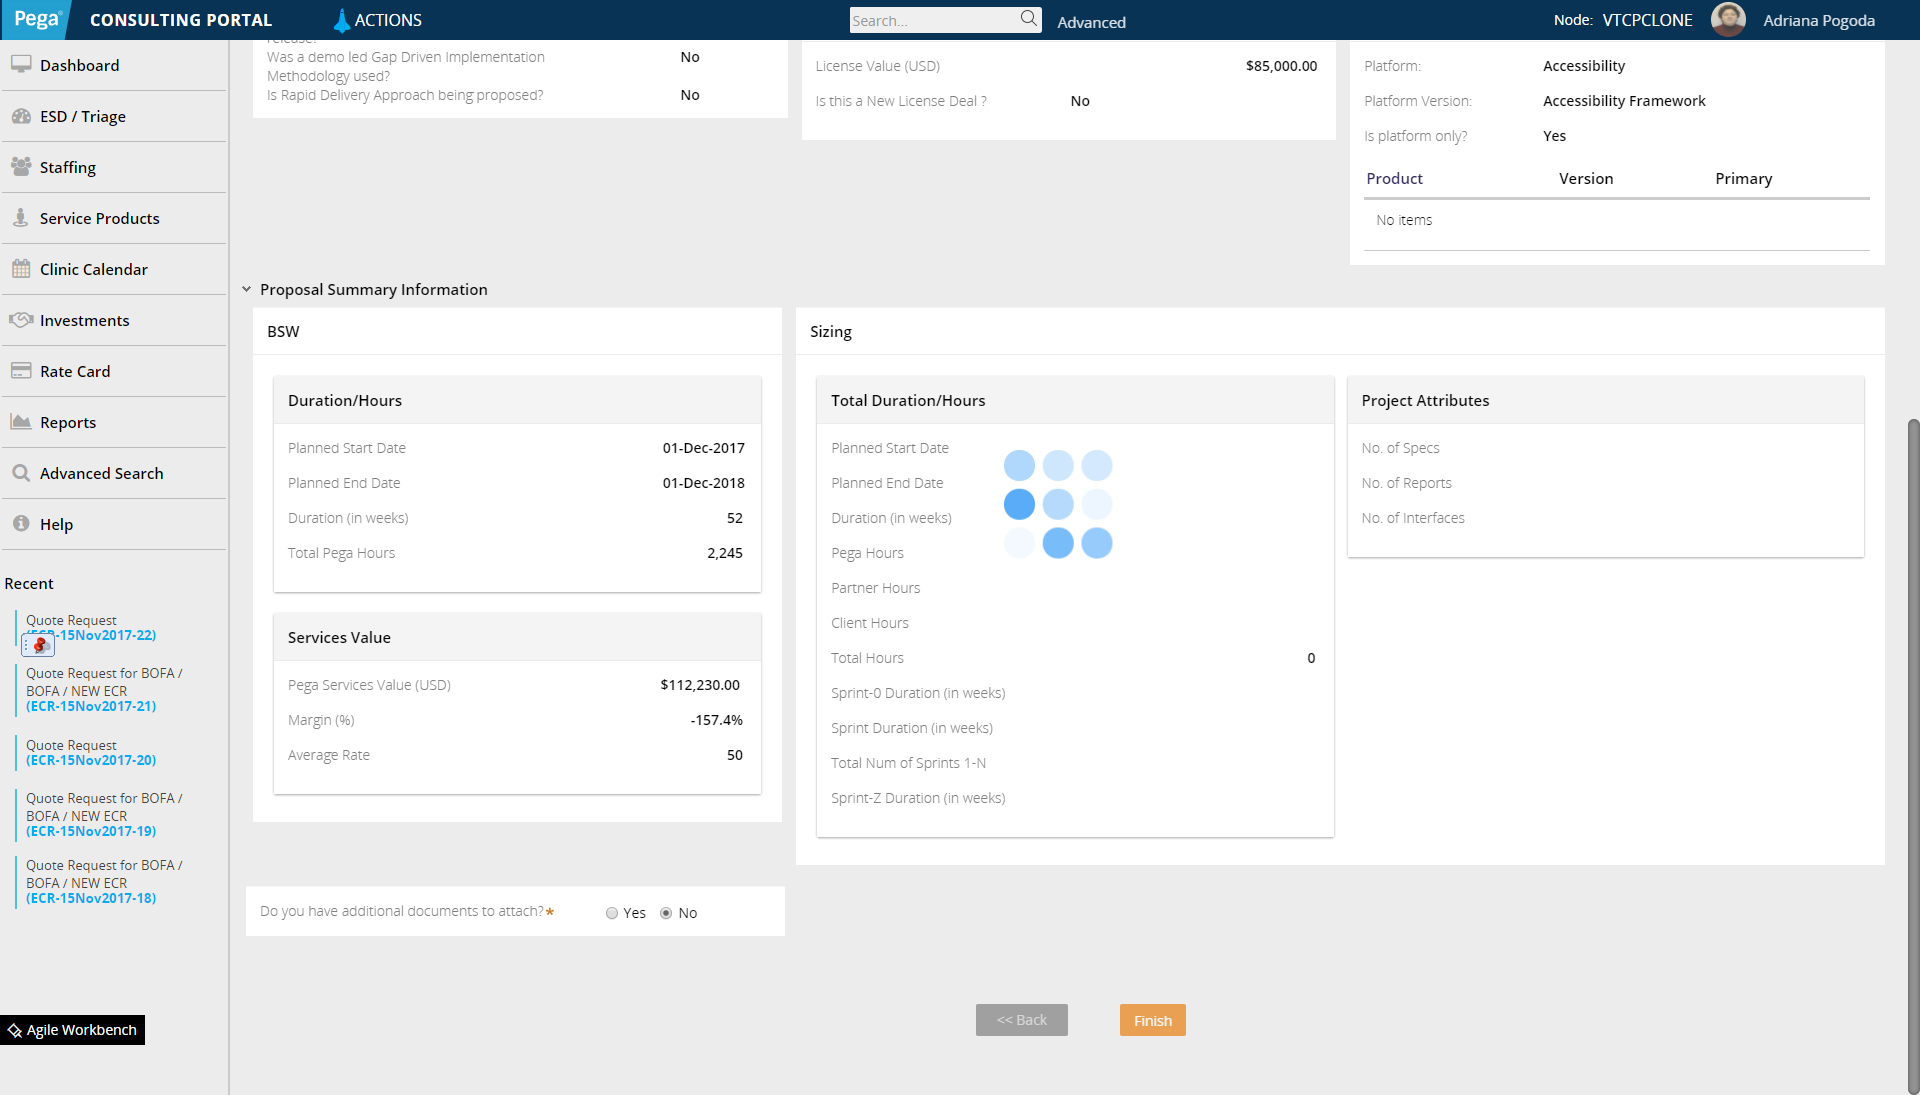 Pega
CONSULTING PORTAL
ACTIONS
Search...
Advanced
Node: VTCPCLONE
Adriana Pogoda
Dashboard
ESD / Triage
Staffing
Service Products
Clinic Calendar
Investments
Rate Card
Reports
Advanced Search
Help
Recent
Quote Request
(ECR-15Nov2017-22)
Quote Request for BOFA /
BOFA / NEW ECR
(ECR-15Nov2017-21)
Quote Request
(ECR-15Nov2017-20)
Quote Request for BOFA /
BOFA / NEW ECR
(ECR-15Nov2017-19)
Quote Request for BOFA /
BOFA / NEW ECR
(ECR-15Nov2017-18)
Agile Workbench
release?
Was a demo led Gap Driven Implementation No
Methodology used?
Is Rapid Delivery Approach being proposed? No
License Value (USD) $85,000.00
Is this a New License Deal ? No
Platform: Accessibility
Platform Version: Accessibility Framework
Is platform only? Yes
Product Version Primary
No items
Proposal Summary Information
BSW
Duration/Hours
Planned Start Date 01-Dec-2017
Planned End Date 01-Dec-2018
Duration (in weeks) 52
Total Pega Hours 2,245
Services Value
Pega Services Value (USD) $112,230.00
Margin (%) -157.4%
Average Rate 50
Sizing
Total Duration/Hours
Planned Start Date
Planned End Date
Duration (in weeks)
Pega Hours
Partner Hours
Client Hours
Total Hours 0
Sprint-0 Duration (in weeks)
Sprint Duration (in weeks)
Total Num of Sprints 1-N
Sprint-Z Duration (in weeks)
Project Attributes
No. of Specs
No. of Reports
No. of Interfaces
Do you have additional documents to attach?* Yes No
<< Back
Finish